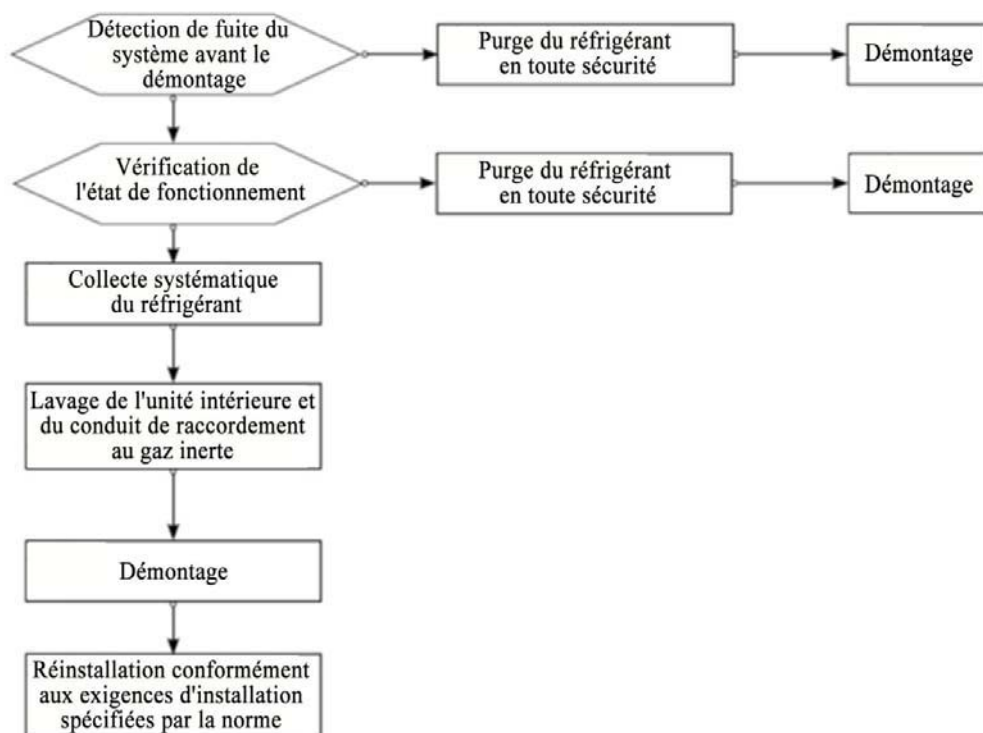 Détection de fuite du
système avant le
démontage
Purge du réfrigérant
en toute sécurité
Démontage
Vérification de
l'état de fonctionnement
Purge du réfrigérant
en toute sécurité
Démontage
Collecte systématique
du réfrigérant
Lavage de l'unité intérieure et
du conduit de raccordement
au gaz inerte
Démontage
Réinstallation conformément
aux exigences d'installation
spécifiées par la norme